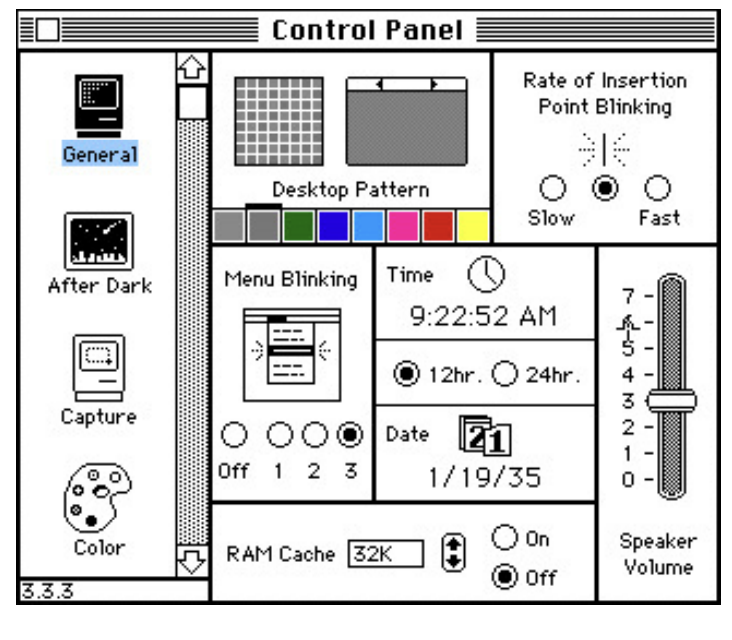 Control Panel
General
After Dark
Capture
Color
3.3.3
Desktop Pattern
Rate of Insertion
Point Blinking
Slow Fast
Menu Blinking
Off 1 2 3
Time
9:22:52 AM
12hr. 24hr.
Date
21
1/19/35
7
5
4
3
2
1
0
Speaker
Volume
RAM Cache 32K
On
Off